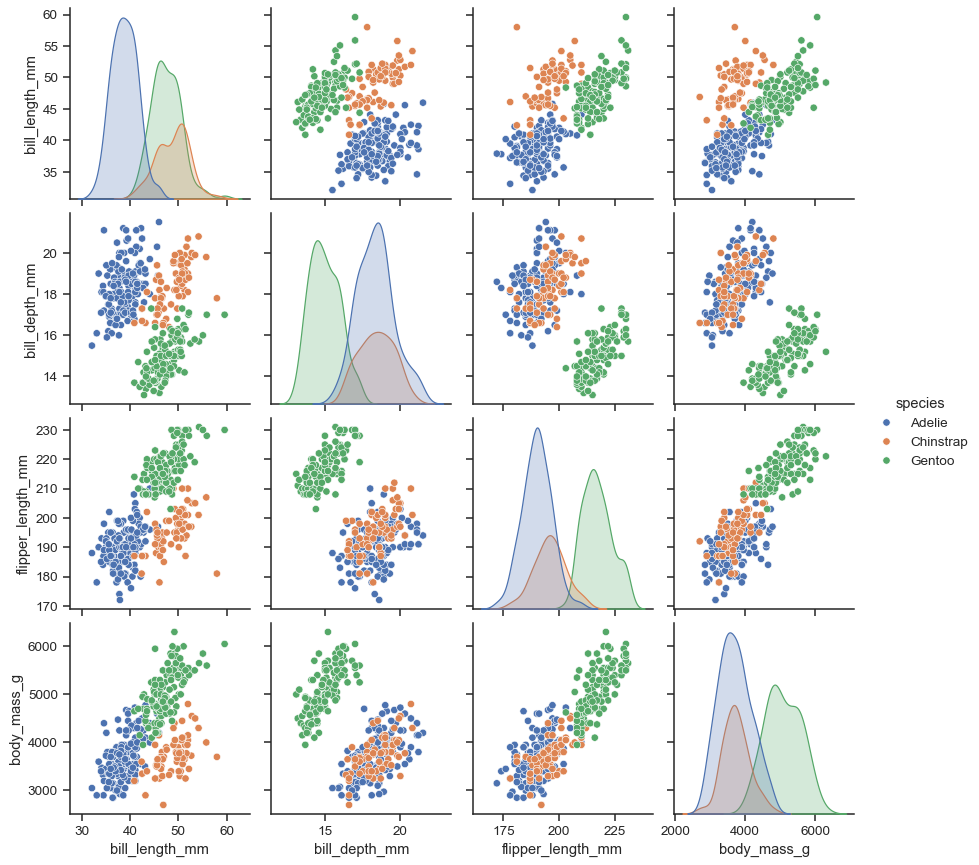 60
55
50
45
40
35
bill_length_mm
20
18
16
14
bill_depth_mm
230
220
210
200
190
180
170
flipper_length_mm
6000
5000
4000
3000
body_mass_g
30 40 50 60
bill_length_mm
15 20
bill_depth_mm
175 200 225
flipper_length_mm
2000 4000 6000
body_mass_g
species
Adelie
Chinstrap
Gentoo